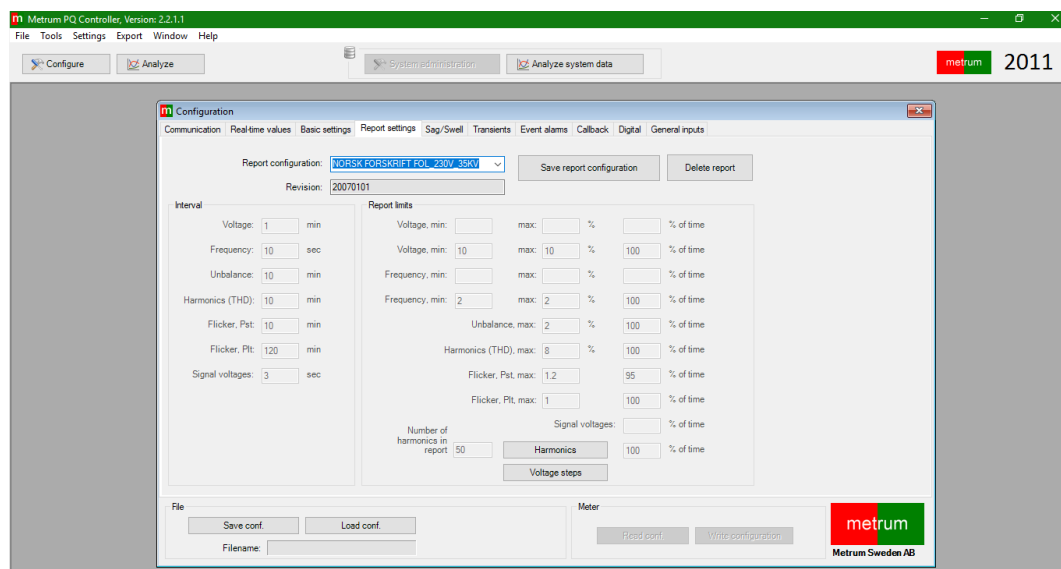 m Metrum PQ Controller, Version: 2.2.1.1
File Tools Settings Export Window Help
Configure Analyze System administration Analyze system data metrum 2011
m Configuration
Communication Real-time values Basic settings Report settings Sag/Swell Transients Event alarms Callback Digital General inputs
Report configuration: NORSK FORSKRIFT FOL_230V_35KV Save report configuration Delete report
Revision: 20070101
Interval
Voltage: 1 min
Frequency: 10 sec
Unbalance: 10 min
Harmonics (THD): 10 min
Flicker, Pst: 10 min
Flicker, Plt: 120 min
Signal voltages: 3 sec
Report limits
Voltage, min: max: % % of time
Voltage, min: 10 max: 10 % 100 % of time
Frequency, min: max: % % of time
Frequency, min: 2 max: 2 % 100 % of time
Unbalance, max: 2 % 100 % of time
Harmonics (THD), max: 8 % 100 % of time
Flicker, Pst, max: 1.2 95 % of time
Flicker, Plt, max: 1 100 % of time
Signal voltages: % of time
Number of
harmonics in
report 50 Harmonics 100 % of time
Voltage steps
File
Save conf. Load conf.
Filename:
Meter
Read conf. Write configuration
metrum
Metrum Sweden AB